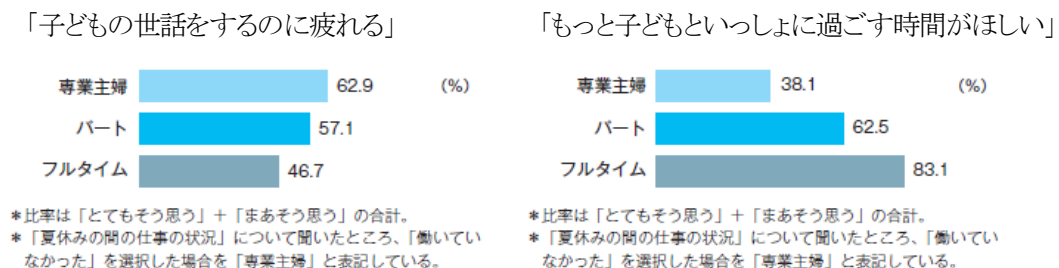 「子どもの世話をするのに疲れる」
専業主婦 62.9 (%)
パート 57.1
フルタイム 46.7
＊比率は「とてもそう思う」＋「まあそう思う」の合計。
＊「夏休みの間の仕事の状況」について聞いたところ、「働いてい
なかった」を選択した場合を「専業主婦」と表記している。
「もっと子どもといっしょに過ごす時間がほしい」
専業主婦 38.1 (%)
パート 62.5
フルタイム 83.1
＊比率は「とてもそう思う」＋「まあそう思う」の合計。
＊「夏休みの間の仕事の状況」について聞いたところ、「働いてい
なかった」を選択した場合を「専業主婦」と表記している。